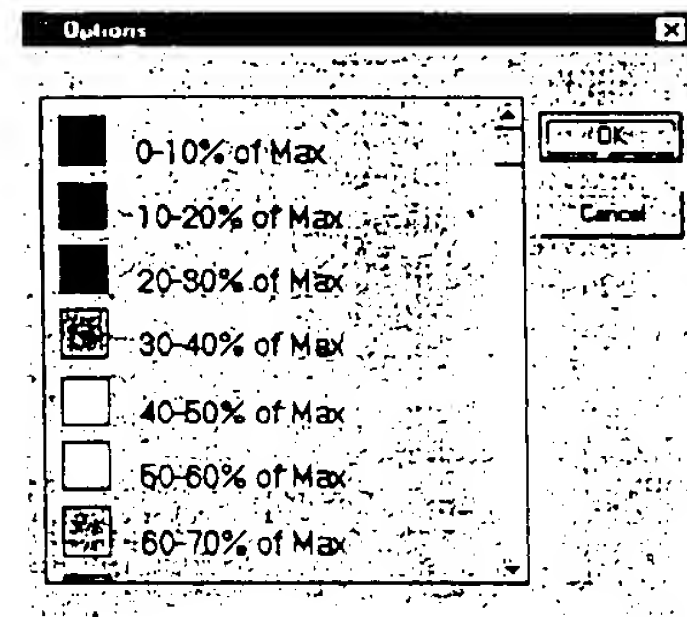 Options
0-10% of Max
OK
10-20% of Max
Cancel
20-30% of Max
30-40% of Max
40-50% of Max
50-60% of Max
60-70% of Max